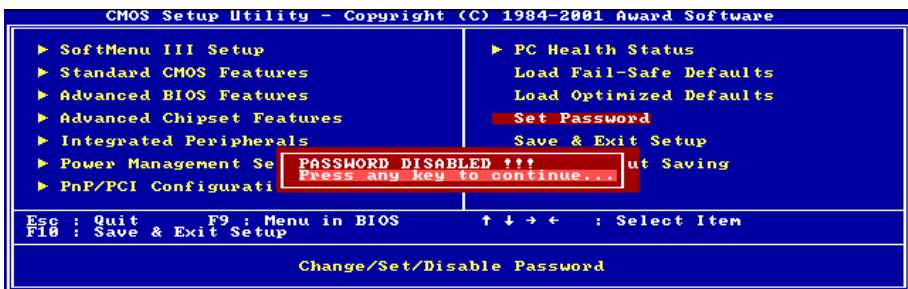 CMOS Setup Utility - Copyright (C) 1984-2001 Award Software
► SoftMenu III Setup
► Standard CMOS Features
► Advanced BIOS Features
► Advanced Chipset Features
► Integrated Peripherals
► Power Management Se
► PnP/PCI Configurati
► PC Health Status
Load Fail-Safe Defaults
Load Optimized Defaults
Set Password
Save & Exit Setup
ut Saving
PASSWORD DISABLED !!!
Press any key to continue...
Esc : Quit F9 : Menu in BIOS ↑ ↓ → ← : Select Item
F10 : Save & Exit Setup
Change/Set/Disable Password